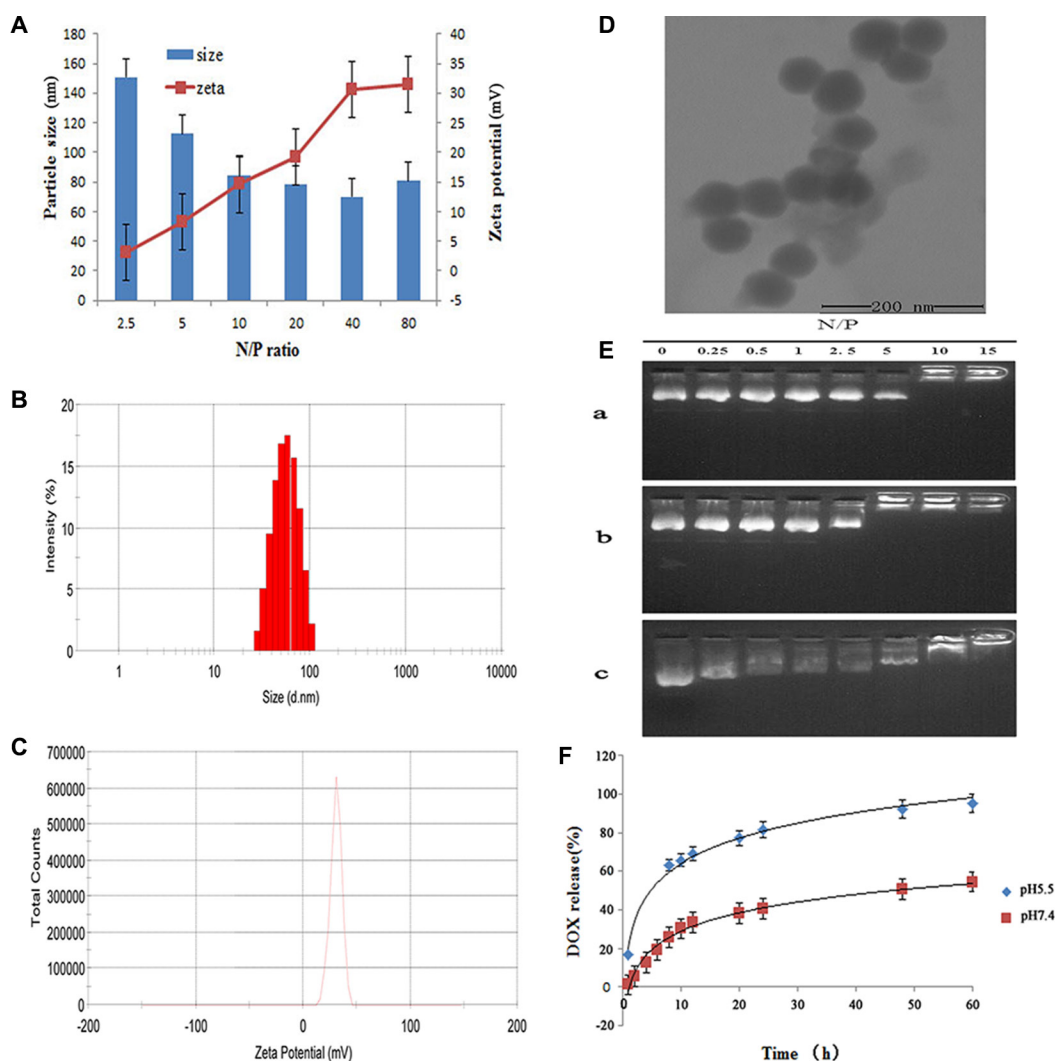 A
180
160
140
120
100
80
60
40
20
0
Particle size (nm)
size
zeta
40
35
30
25
20
15
10
5
0
-5
Zeta potential (mV)
2.5 5 10 20 40 80
N/P ratio
B
20
15
10
5
0
Intensity (%)
1 10 100 1000 10000
Size (d.nm)
C
700000
600000
500000
400000
300000
200000
100000
0
Total Counts
-200 -100 0 100 200
Zeta Potential (mV)
D
200 nm
N/P
E
0 0.25 0.5 1 2. 5 5 10 15
a
b
c
F
120
100
80
60
40
20
0
-20
DOX release(%)
0 10 20 30 40 50 60
Time (h)
pH5.5
pH7.4